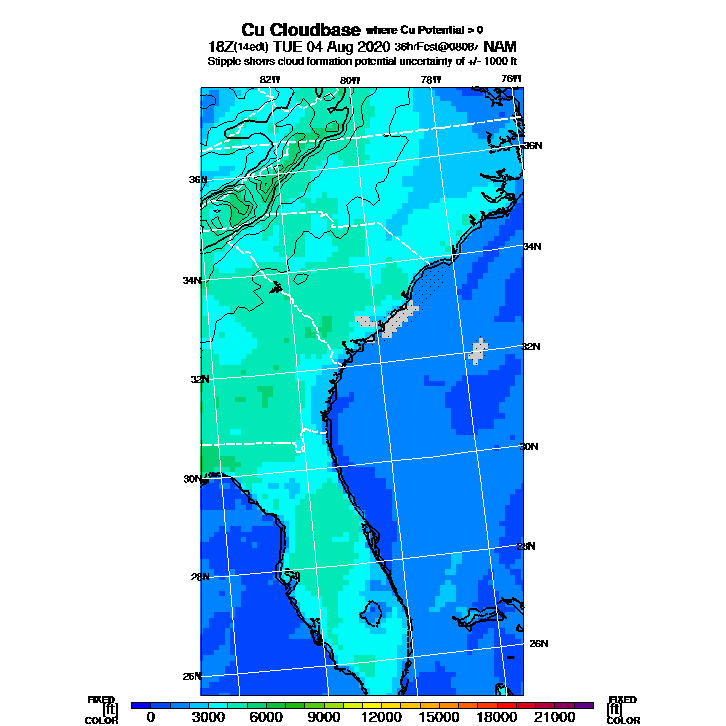 Cu Cloudbase where Cu Potential > 0
18Z(14edt) TUE 04 Aug 2020 36hrFcst@0806z NAM
Stipple shows cloud formation potential uncertainty of +/- 1000 ft
82W 80W 78W 76W
36N
36N
34N
34N
32N
32N
30N
30N
28N
28N
26N
26N
FIXED FIXED
[ft] [ft]
COLOR COLOR
0 3000 6000 9000 12000 15000 18000 21000